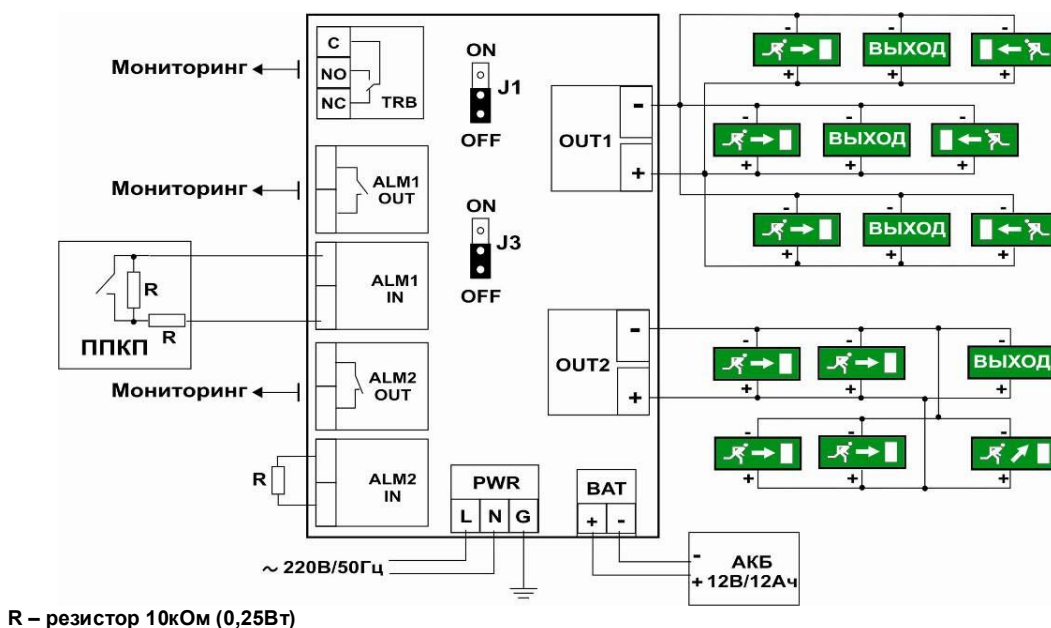 C
NO
NC
TRB
Мониторинг
ON
J1
OFF
OUT1
-
+
Мониторинг
ALM1
OUT
ON
J3
OFF
ALM1
IN
R
R
ППКП
Мониторинг
ALM2
OUT
OUT2
-
+
R
ALM2
IN
PWR
L N G
BAT
+ -
~ 220В/50Гц
-
+
АКБ
12В/12Ач
- - -
ВЫХОД
+ + +
- - -
ВЫХОД
+ + +
- - -
ВЫХОД
+ + +
- - -
ВЫХОД
+ + +
- - -
+ + +
R – резистор 10кОм (0,25Вт)